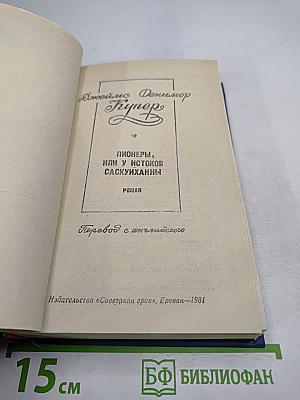 Джеймс Фенимор
Купер
*
ПИОНЕРЫ,
ИЛИ У ИСТОКОВ
САСКУИХАННЫ
РОМАН
Перевод с английского
Издательство «Советакан грох», Ереван—1981
15 см
БФ БИБЛИОФАН